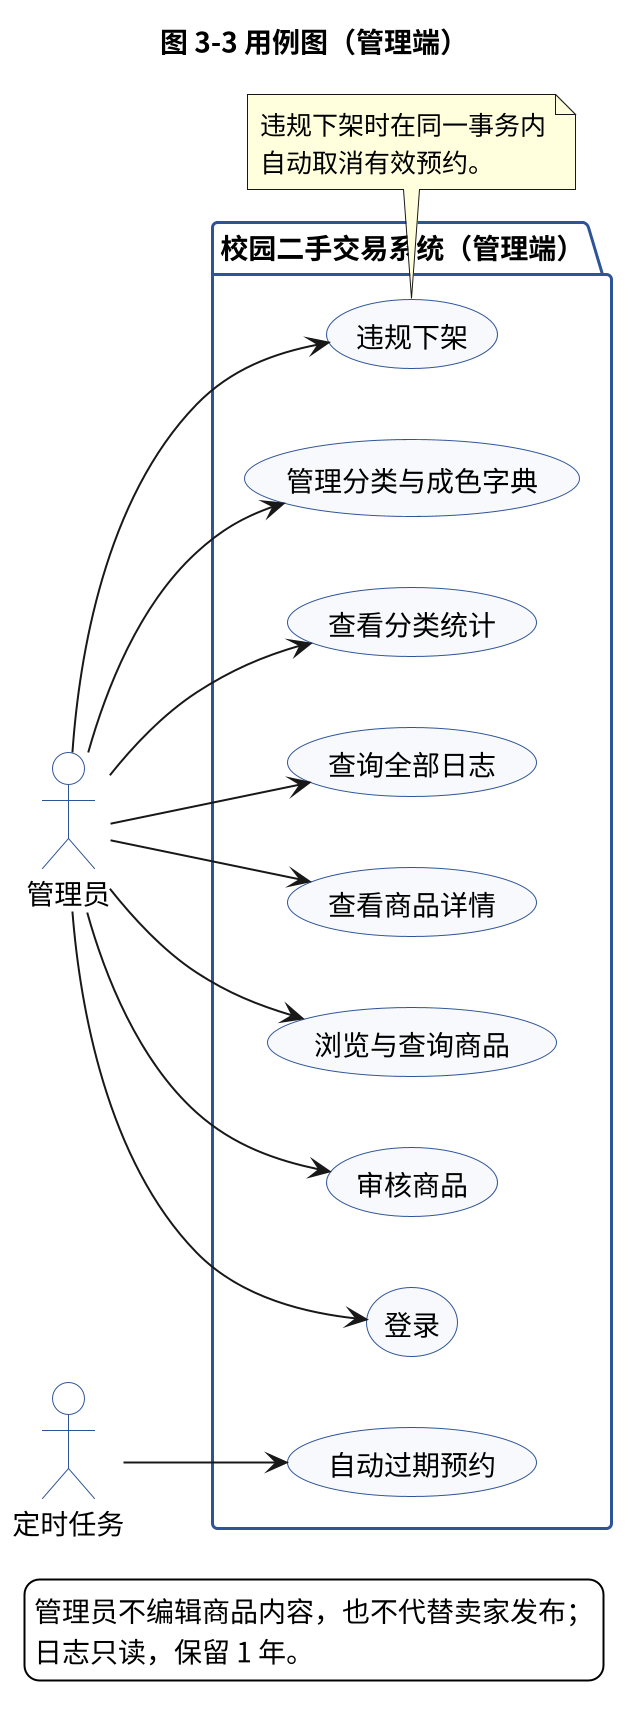 图 3-3 用例图（管理端）
违规下架时在同一事务内
自动取消有效预约。
校园二手交易系统（管理端）
违规下架
管理分类与成色字典
查看分类统计
查询全部日志
查看商品详情
管理员
浏览与查询商品
审核商品
登录
自动过期预约
定时任务
管理员不编辑商品内容，也不代替卖家发布；
日志只读，保留 1 年。